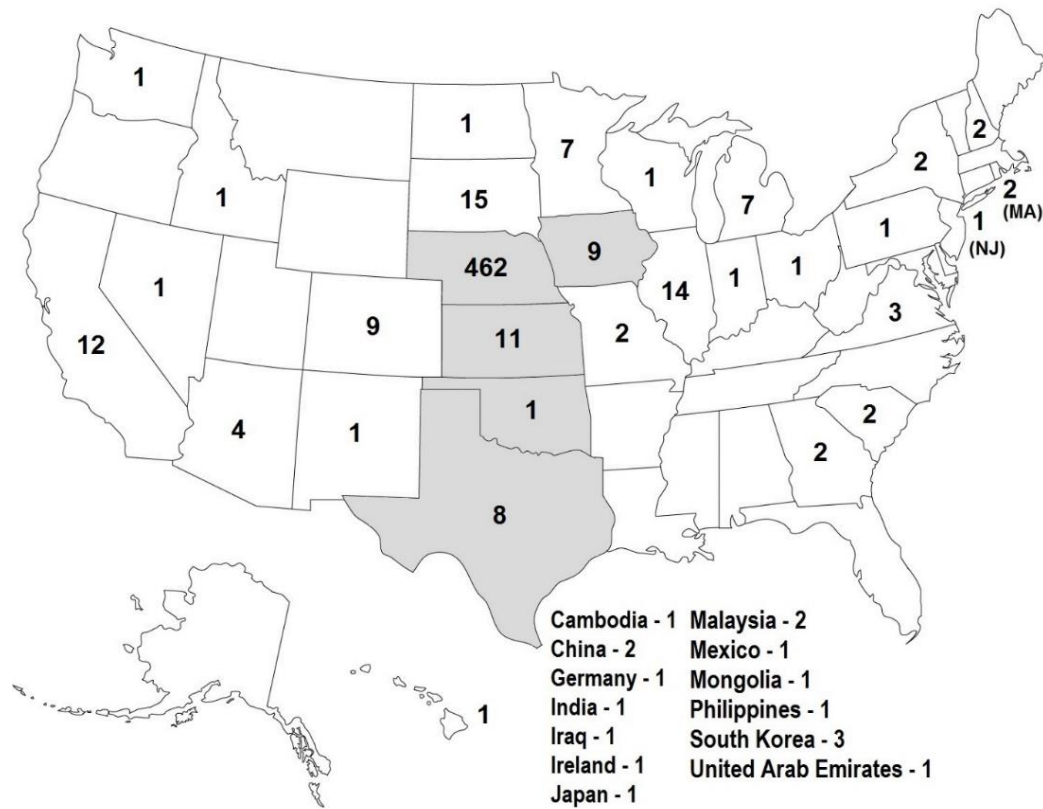 1
1
7
2
2
1
1
15
7
2
(MA)
1
(NJ)
1
462
9
1
9
14
1
1
3
12
11
2
4
1
1
2
2
8
1
Cambodia - 1
China - 2
Germany - 1
India - 1
Iraq - 1
Ireland - 1
Japan - 1
Malaysia - 2
Mexico - 1
Mongolia - 1
Philippines - 1
South Korea - 3
United Arab Emirates - 1